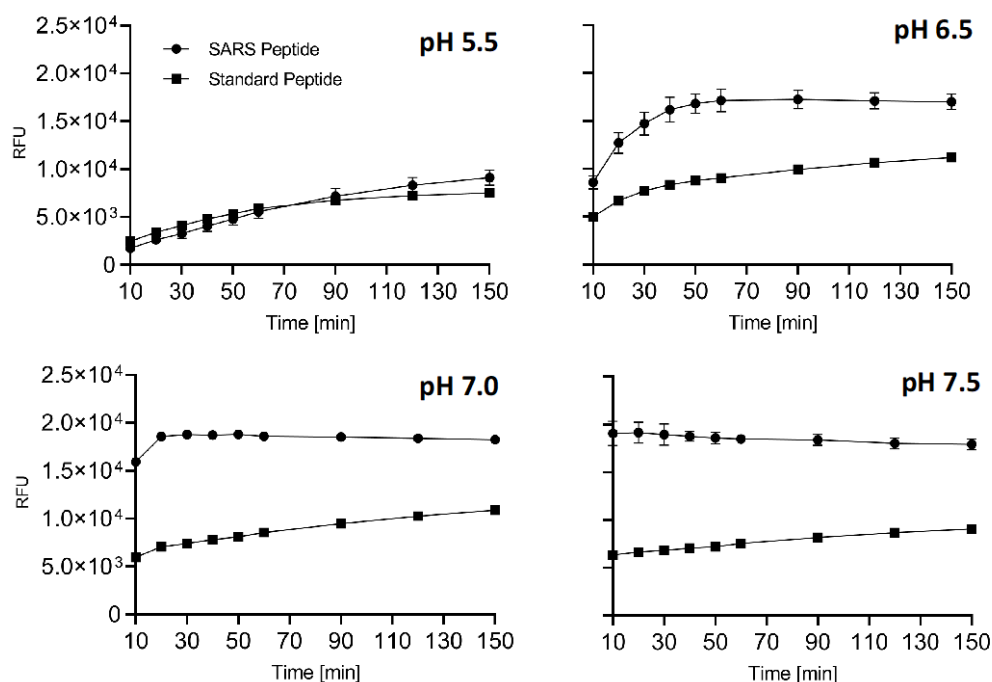 2.5×10⁴
2.0×10⁴
1.5×10⁴
1.0×10⁴
5.0×10³
0
RFU
SARS Peptide
Standard Peptide
pH 5.5
10 30 50 70 90 110 130 150
Time [min]
pH 6.5
10 30 50 70 90 110 130 150
Time [min]
2.5×10⁴
2.0×10⁴
1.5×10⁴
1.0×10⁴
5.0×10³
0
RFU
pH 7.0
10 30 50 70 90 110 130 150
Time [min]
pH 7.5
10 30 50 70 90 110 130 150
Time [min]